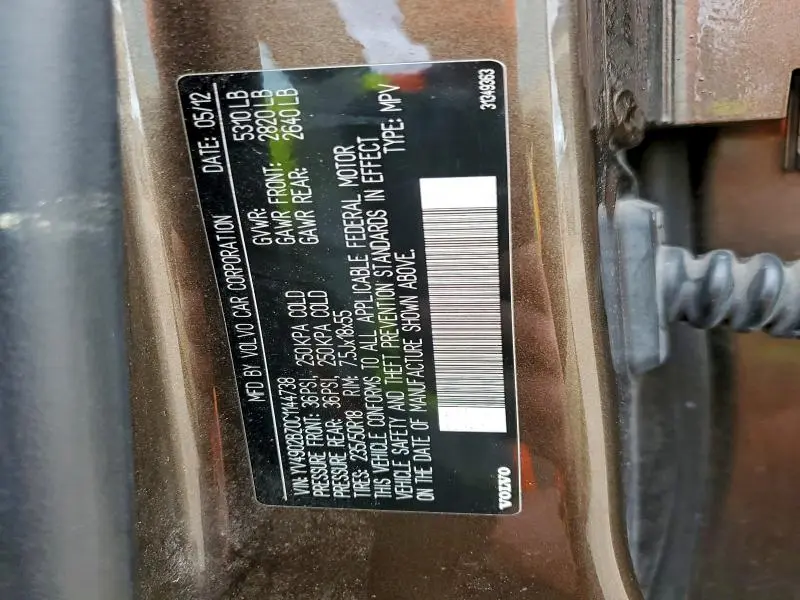 MFD BY VOLVO CAR CORPORATION DATE: 05/12
GVWR: 5310 LB
GAWR FRONT: 2820 LB
GAWR REAR: 2640 LB
VIN: YV4902BZ0C1144738
PRESSURE FRONT: 36PSI, 250KPA COLD
PRESSURE REAR: 36PSI, 250KPA COLD
TIRES: 235/50R18 RIM: 7.5Jx18x55
THIS VEHICLE CONFORMS TO ALL APPLICABLE FEDERAL MOTOR
VEHICLE SAFETY AND THEFT PREVENTION STANDARDS IN EFFECT
ON THE DATE OF MANUFACTURE SHOWN ABOVE. TYPE: MPV
VOLVO 31349363